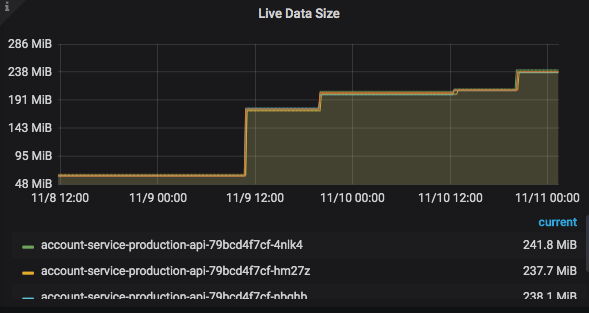 i
Live Data Size
286 MiB
238 MiB
191 MiB
143 MiB
95 MiB
48 MiB
11/8 12:00 11/9 00:00 11/9 12:00 11/10 00:00 11/10 12:00 11/11 00:00
current
account-service-production-api-79bcd4f7cf-4nlk4 241.8 MiB
account-service-production-api-79bcd4f7cf-hm27z 237.7 MiB
account-service-production-api-79bcd4f7cf- 238.1 MiB